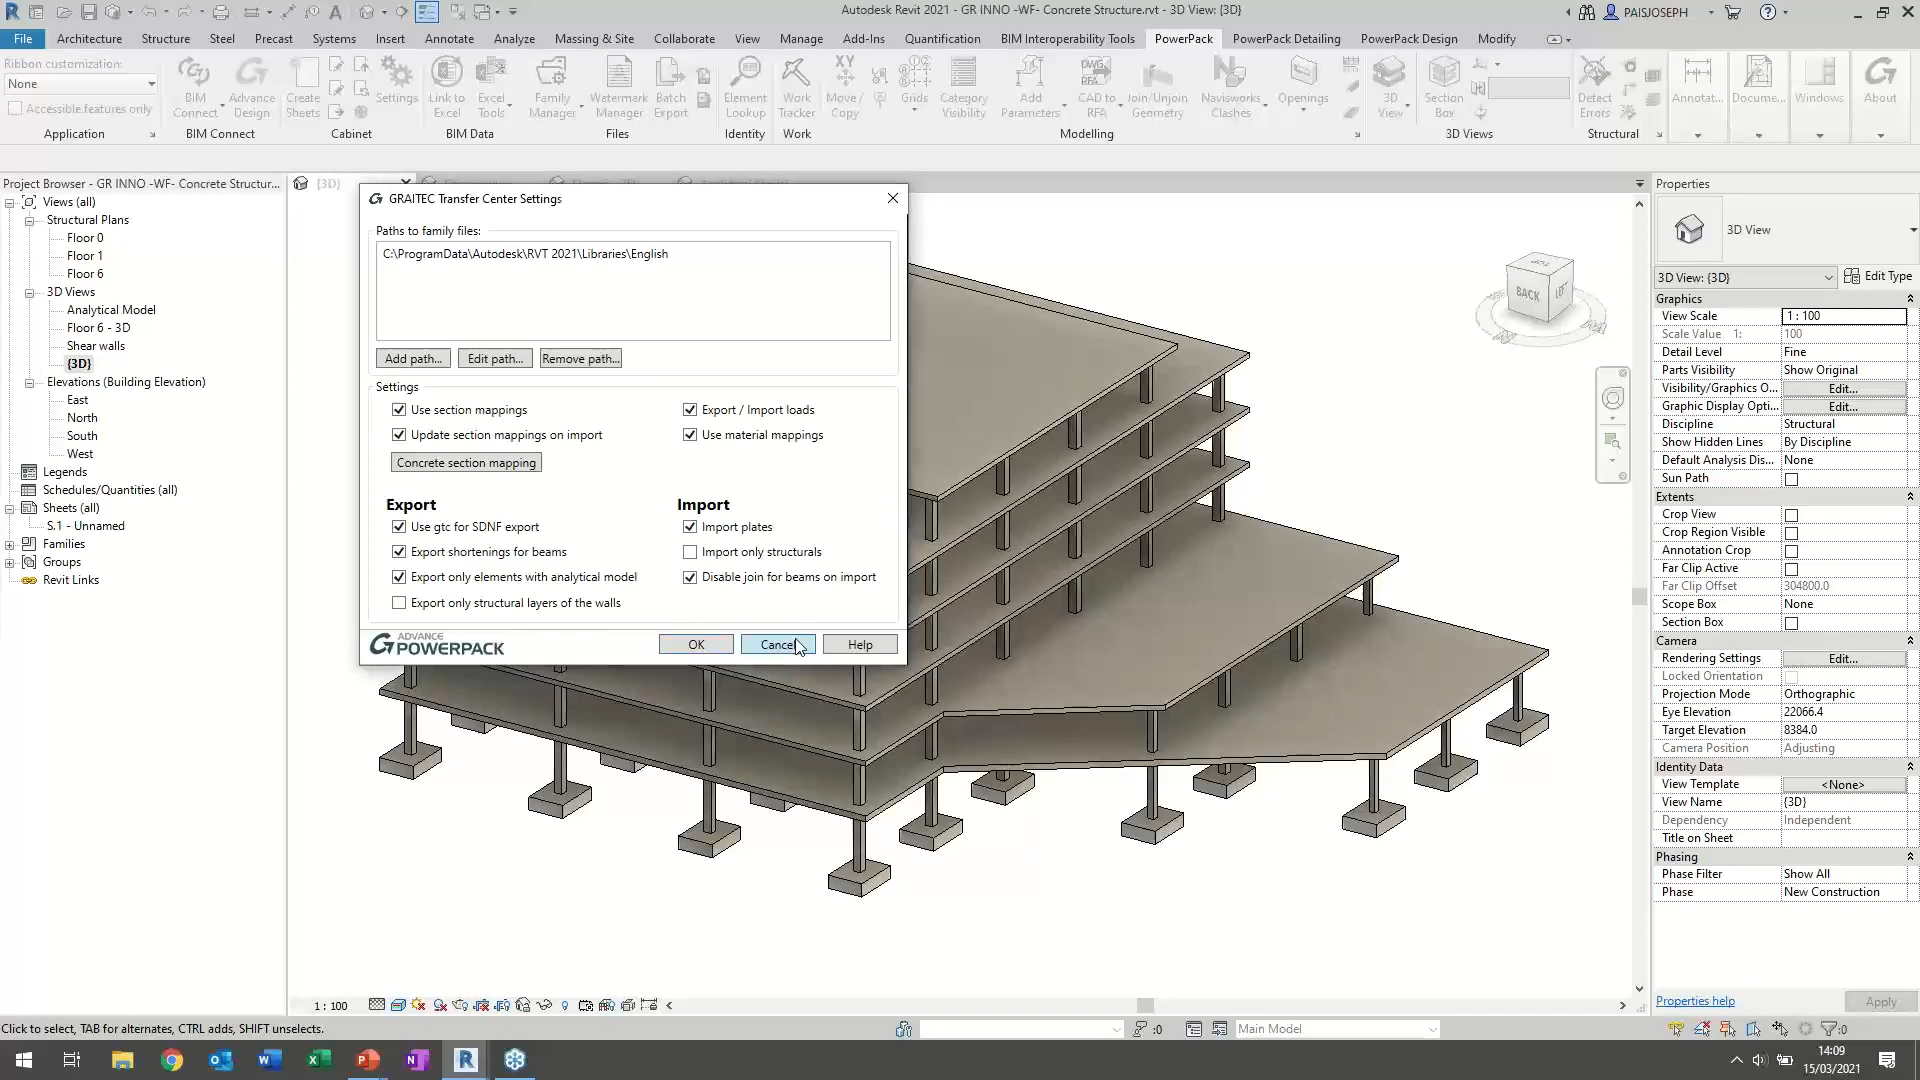 Autodesk Revit 2021 - GR INNO -WF- Concrete Structure.rvt - 3D View: {3D}
PAISJOSEPH
File Architecture Structure Steel Precast Systems Insert Annotate Analyze Massing & Site Collaborate View Manage Add-Ins Quantification BIM Interoperability Tools PowerPack PowerPack Detailing PowerPack Design Modify
Ribbon customization:
None
Accessible features only
Application
BIM Connect
Advance Design
BIM Connect
Create Sheets
Settings
Cabinet
Link to Excel
Excel Tools
BIM Data
Family Manager
Watermark Manager
Batch Export
Files
Element Lookup
Identity
Work Tracker
Work
XY
Move / Copy
Grids
Category Visibility
Add Parameters
DWG
RFA
CAD to RFA
Join/Unjoin Geometry
Navisworks Clashes
Openings
Modelling
3D View
Section Box
3D Views
Detect Errors
Structural
Annotat...
Docume...
Windows
About
Project Browser - GR INNO -WF- Concrete Structur...
Views (all)
Structural Plans
Floor 0
Floor 1
Floor 6
3D Views
Analytical Model
Floor 6 - 3D
Shear walls
{3D}
Elevations (Building Elevation)
East
North
South
West
Legends
Schedules/Quantities (all)
Sheets (all)
S.1 - Unnamed
Families
Groups
Revit Links
{3D}
GRAITEC Transfer Center Settings
Paths to family files:
C:\ProgramData\Autodesk\RVT 2021\Libraries\English
Add path... Edit path... Remove path...
Settings
Use section mappings
Export / Import loads
Update section mappings on import
Use material mappings
Concrete section mapping
Export
Import
Use gtc for SDNF export
Import plates
Export shortenings for beams
Import only structurals
Export only elements with analytical model
Disable join for beams on import
Export only structural layers of the walls
ADVANCE
POWERPACK
OK Cancel Help
BACK
LEFT
Properties
3D View
3D View: {3D} Edit Type
Graphics
View Scale 1 : 100
Scale Value 1: 100
Detail Level Fine
Parts Visibility Show Original
Visibility/Graphics O... Edit...
Graphic Display Opti... Edit...
Discipline Structural
Show Hidden Lines By Discipline
Default Analysis Dis... None
Sun Path
Extents
Crop View
Crop Region Visible
Annotation Crop
Far Clip Active
Far Clip Offset 304800.0
Scope Box None
Section Box
Camera
Rendering Settings Edit...
Locked Orientation
Projection Mode Orthographic
Eye Elevation 22066.4
Target Elevation 8384.0
Camera Position Adjusting
Identity Data
View Template <None>
View Name {3D}
Dependency Independent
Title on Sheet
Phasing
Phase Filter Show All
Phase New Construction
Properties help Apply
1 : 100
Click to select, TAB for alternates, CTRL adds, SHIFT unselects.
:0
Main Model
:0
14:09
15/03/2021